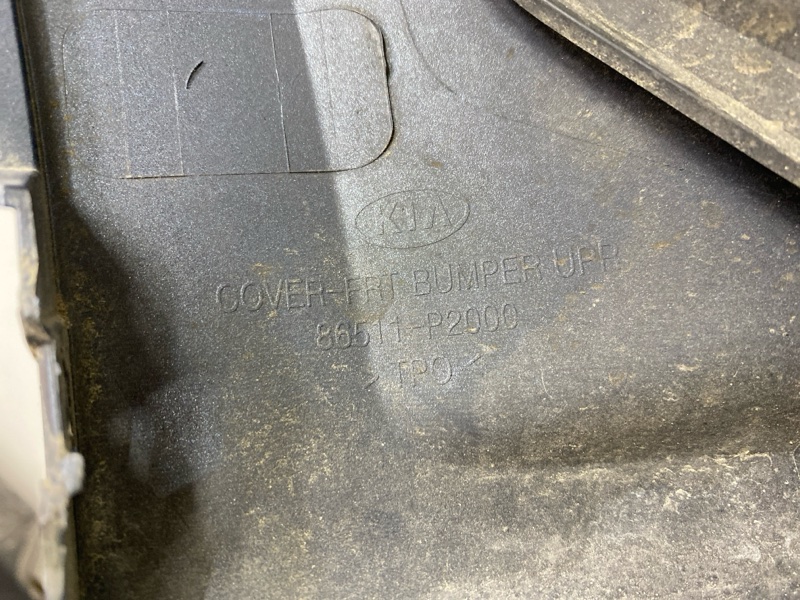 KIA
COVER-FRT BUMPER UPR
86511-P2000
> TPO <